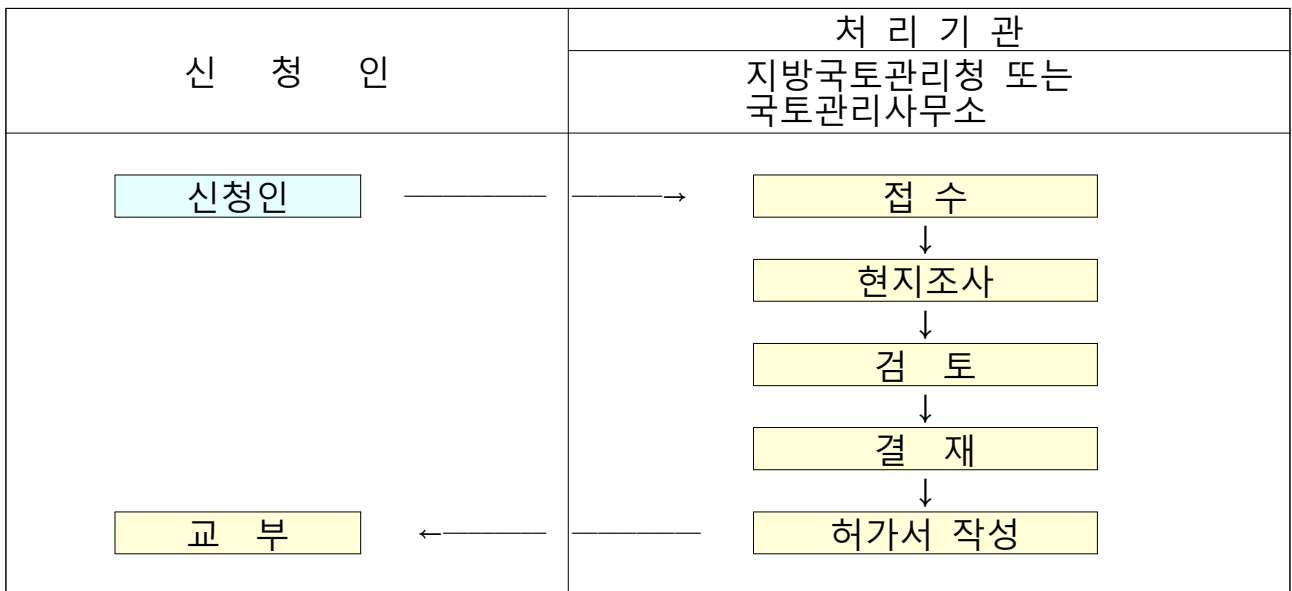 신 청 인
처 리 기 관
지방국토관리청 또는
국토관리사무소
신청인 ――――― ―――→ 접 수
↓
현지조사
↓
검 토
↓
결 재
↓
교 부 ←―――― ――――― 허가서 작성